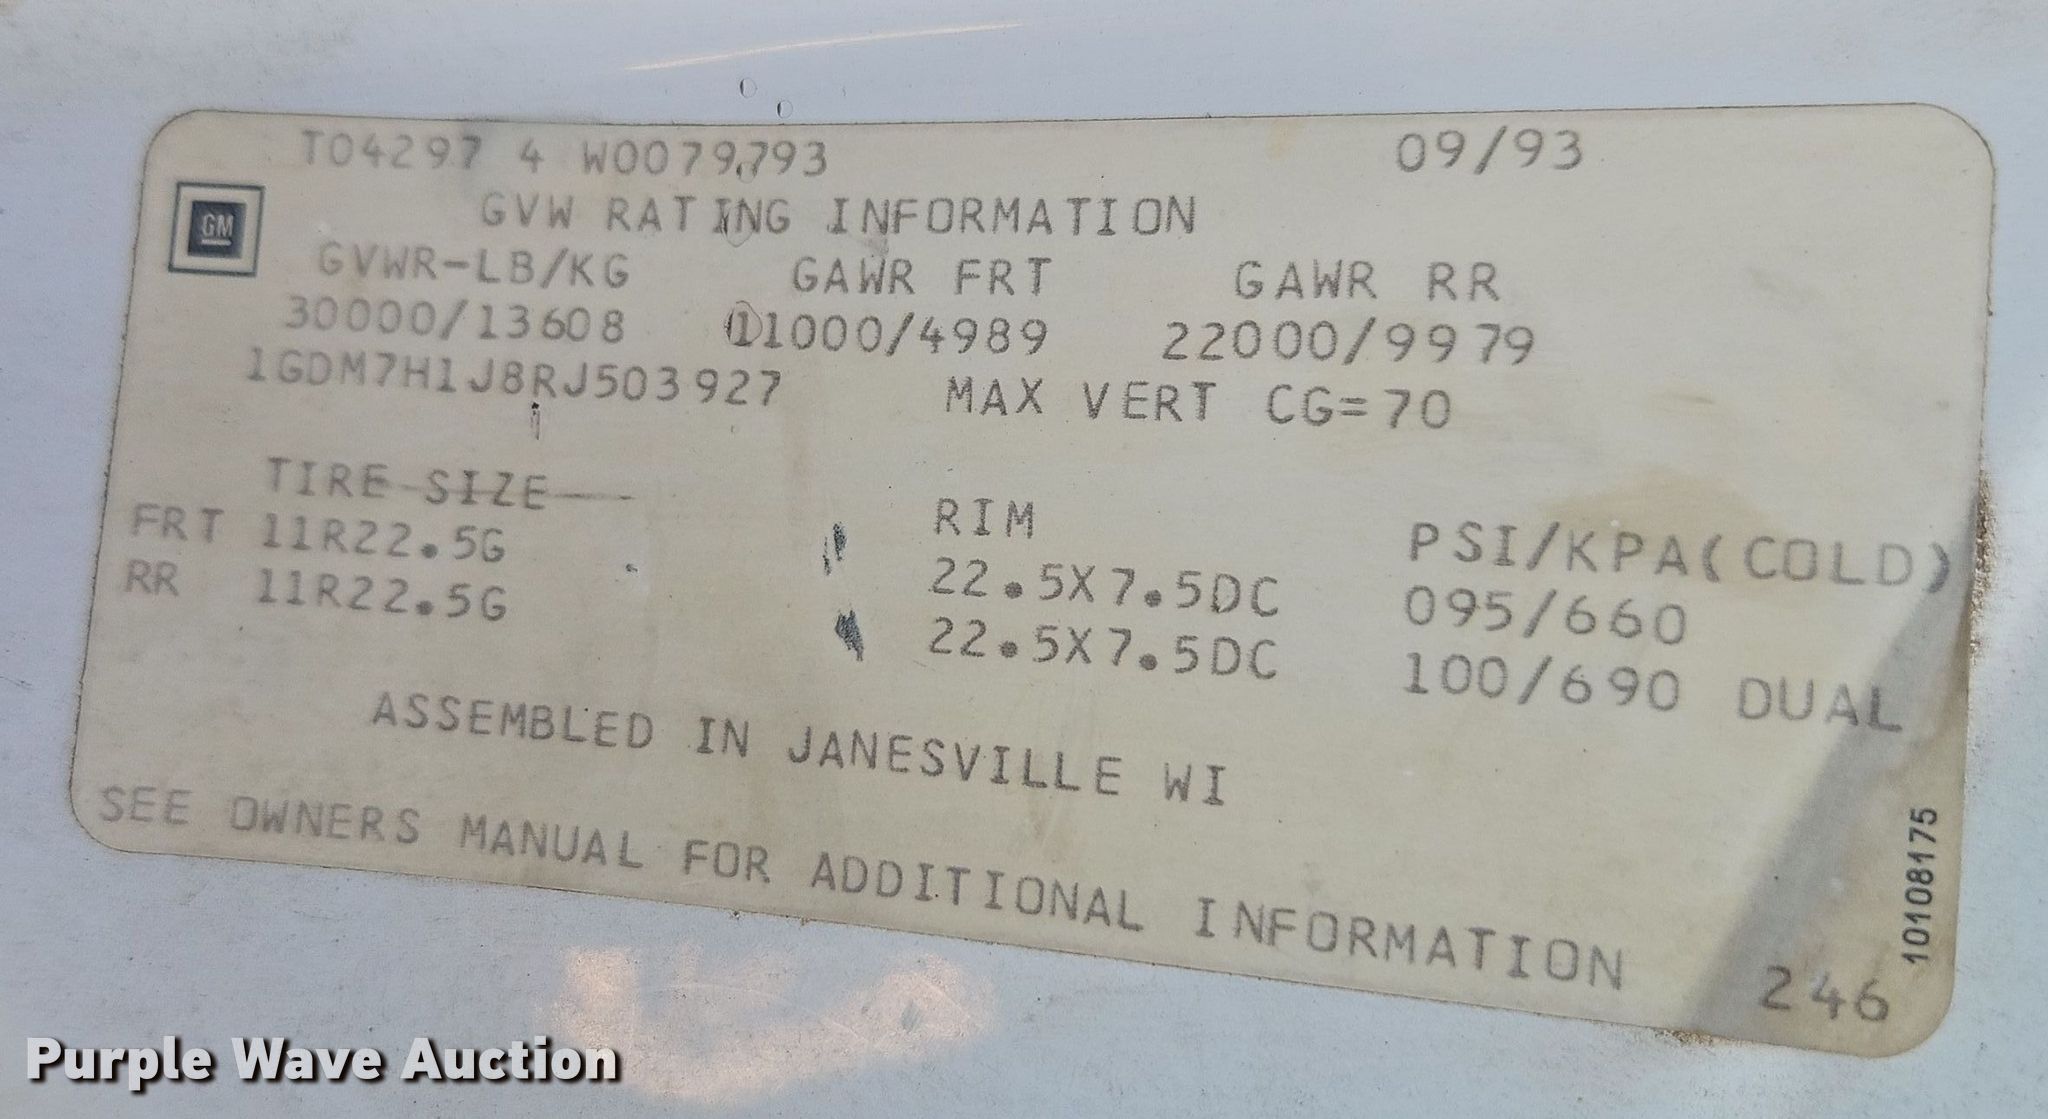 T04297 4 W0079793 09/93
GM
GVW RATING INFORMATION
GVWR-LB/KG GAWR FRT GAWR RR
30000/13608 11000/4989 22000/9979
1GDM7H1J8RJ503927 MAX VERT CG=70
TIRE SIZE RIM PSI/KPA(COLD)
FRT 11R22.5G 22.5X7.5DC 095/660
RR 11R22.5G 22.5X7.5DC 100/690 DUAL
ASSEMBLED IN JANESVILLE WI
SEE OWNERS MANUAL FOR ADDITIONAL INFORMATION 246
10108175
Purple Wave Auction